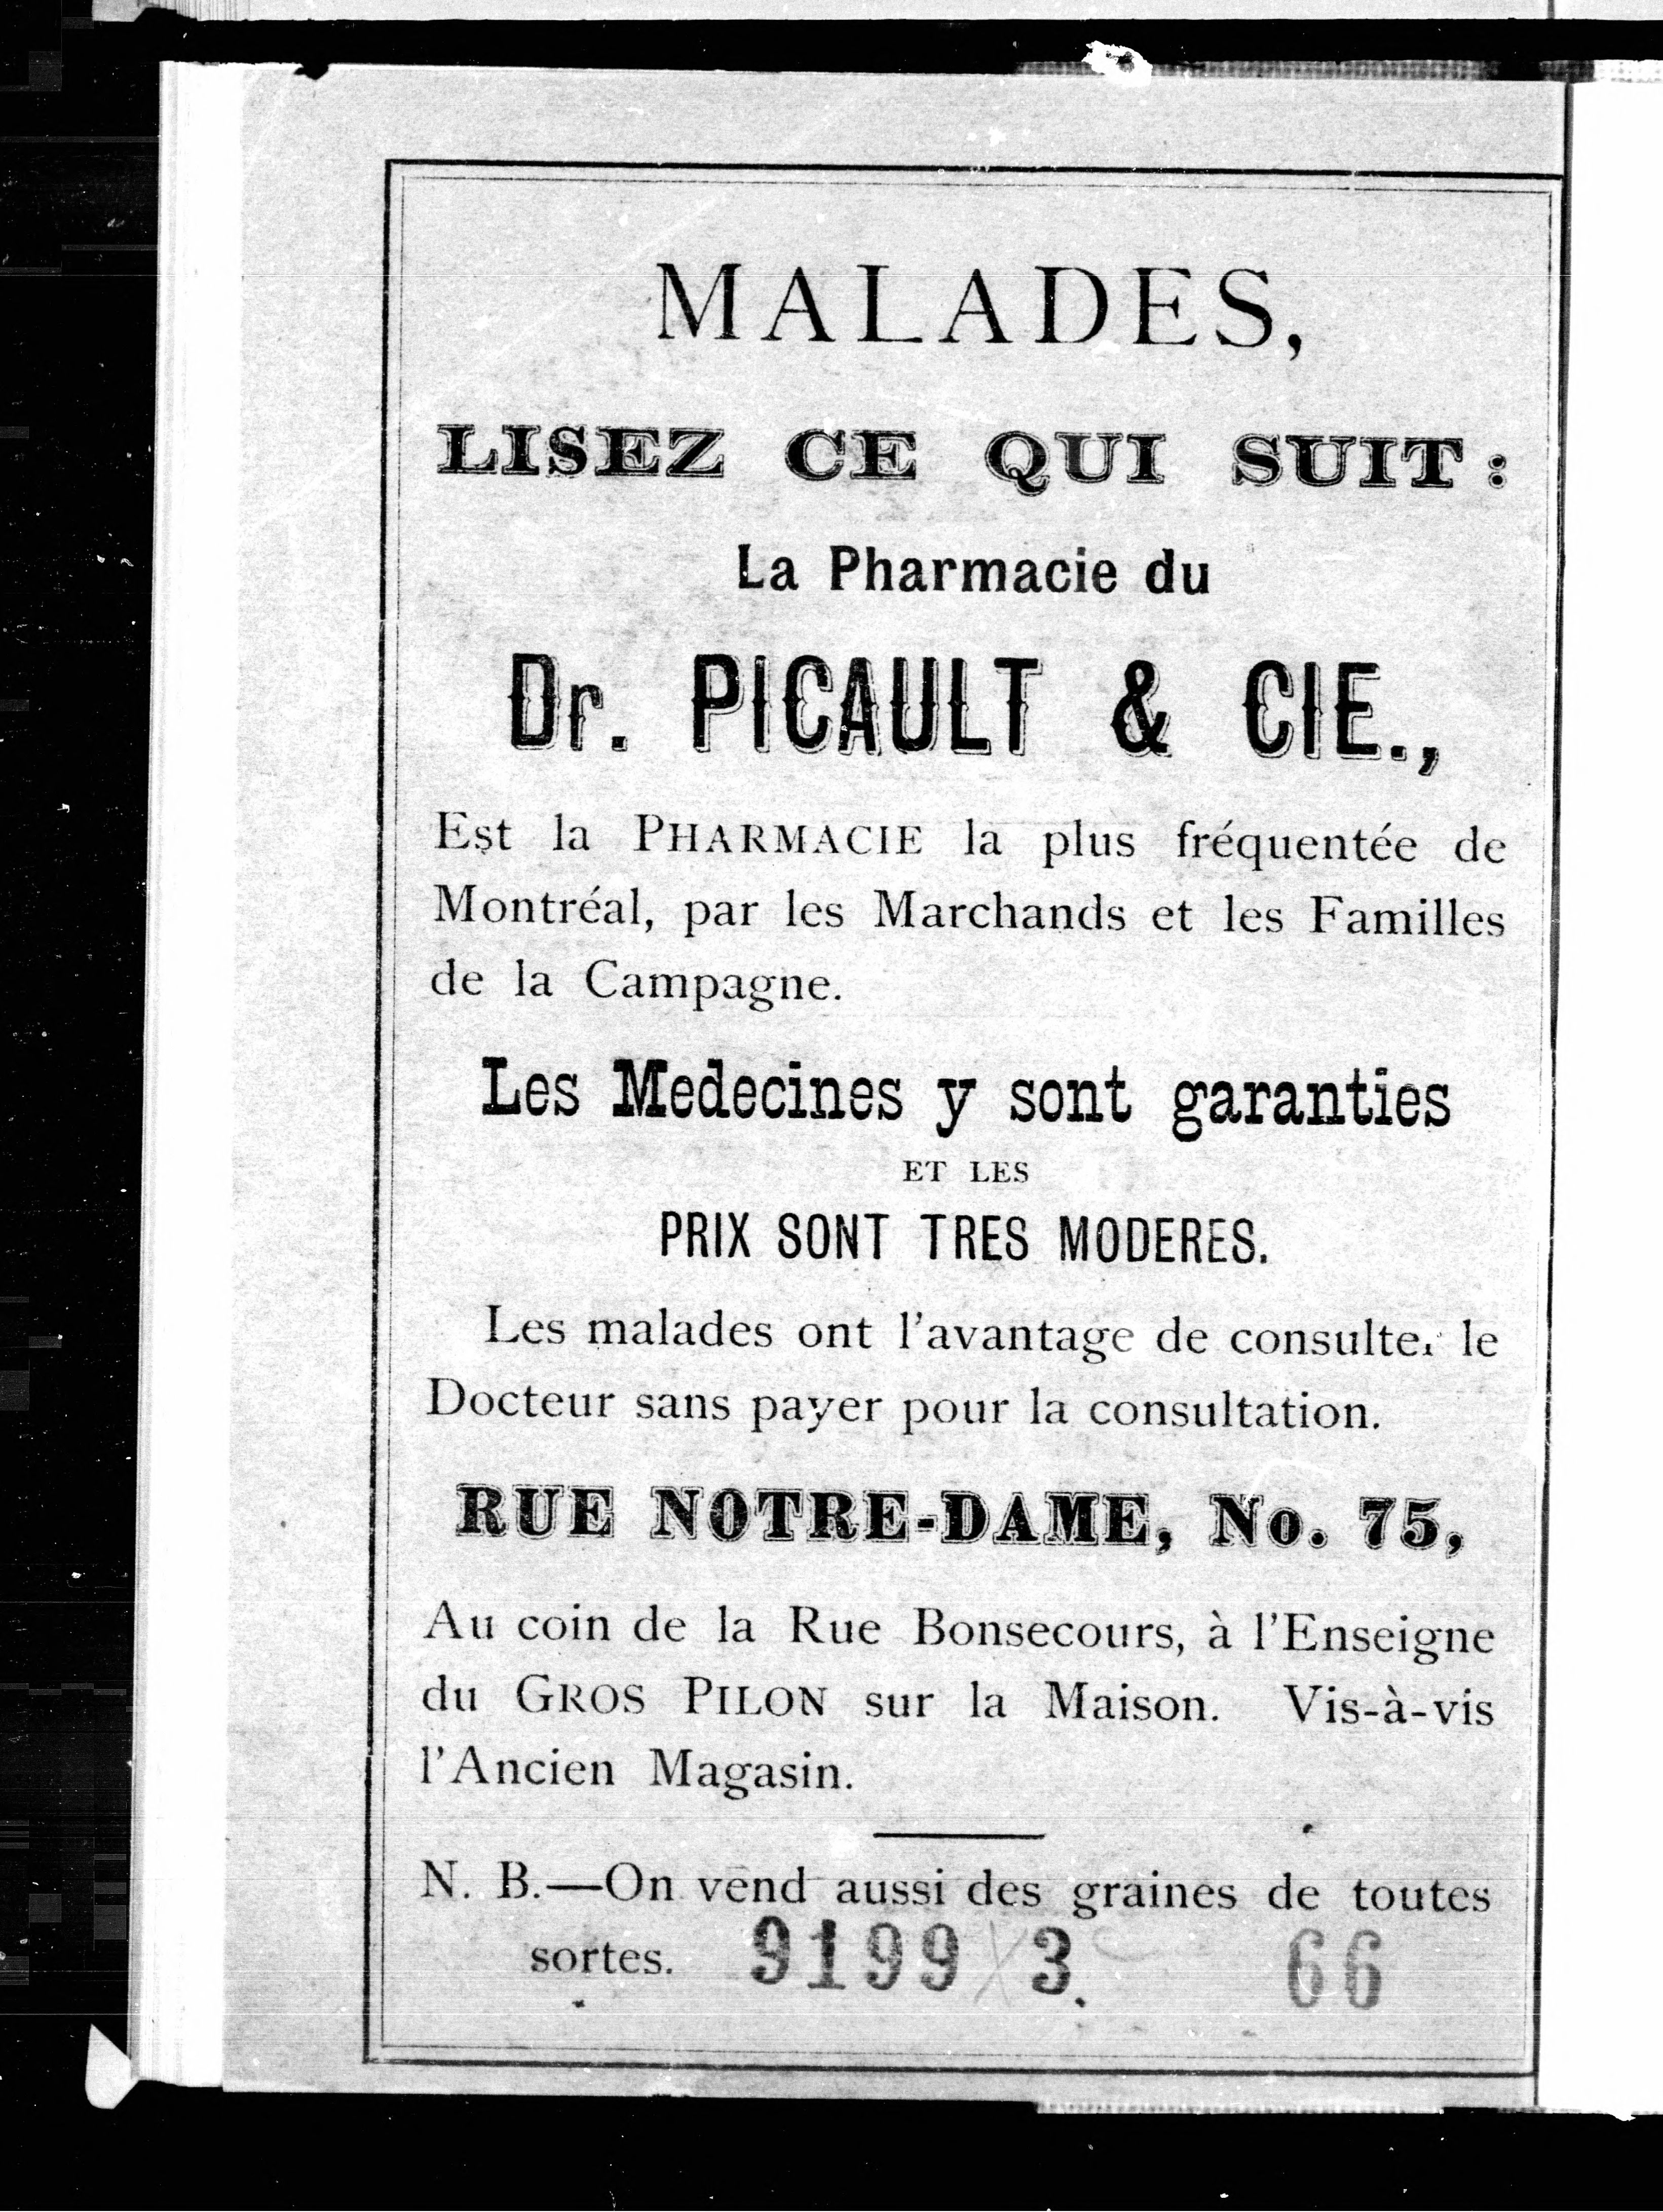 MALADES,
LISEZ CE QUI SUIT :
La Pharmacie du
Dr. PICAULT & CIE.,
Est la PHARMACIE la plus fréquentée de
Montréal, par les Marchands et les Familles
de la Campagne.
Les Medecines y sont garanties
ET LES
PRIX SONT TRES MODERES.
Les malades ont l'avantage de consulter le
Docteur sans payer pour la consultation.
RUE NOTRE-DAME, No. 75,
Au coin de la Rue Bonsecours, à l'Enseigne
du GROS PILON sur la Maison. Vis-à-vis
l'Ancien Magasin.
N. B.—On vend aussi des graines de toutes
sortes. 9199 3 66